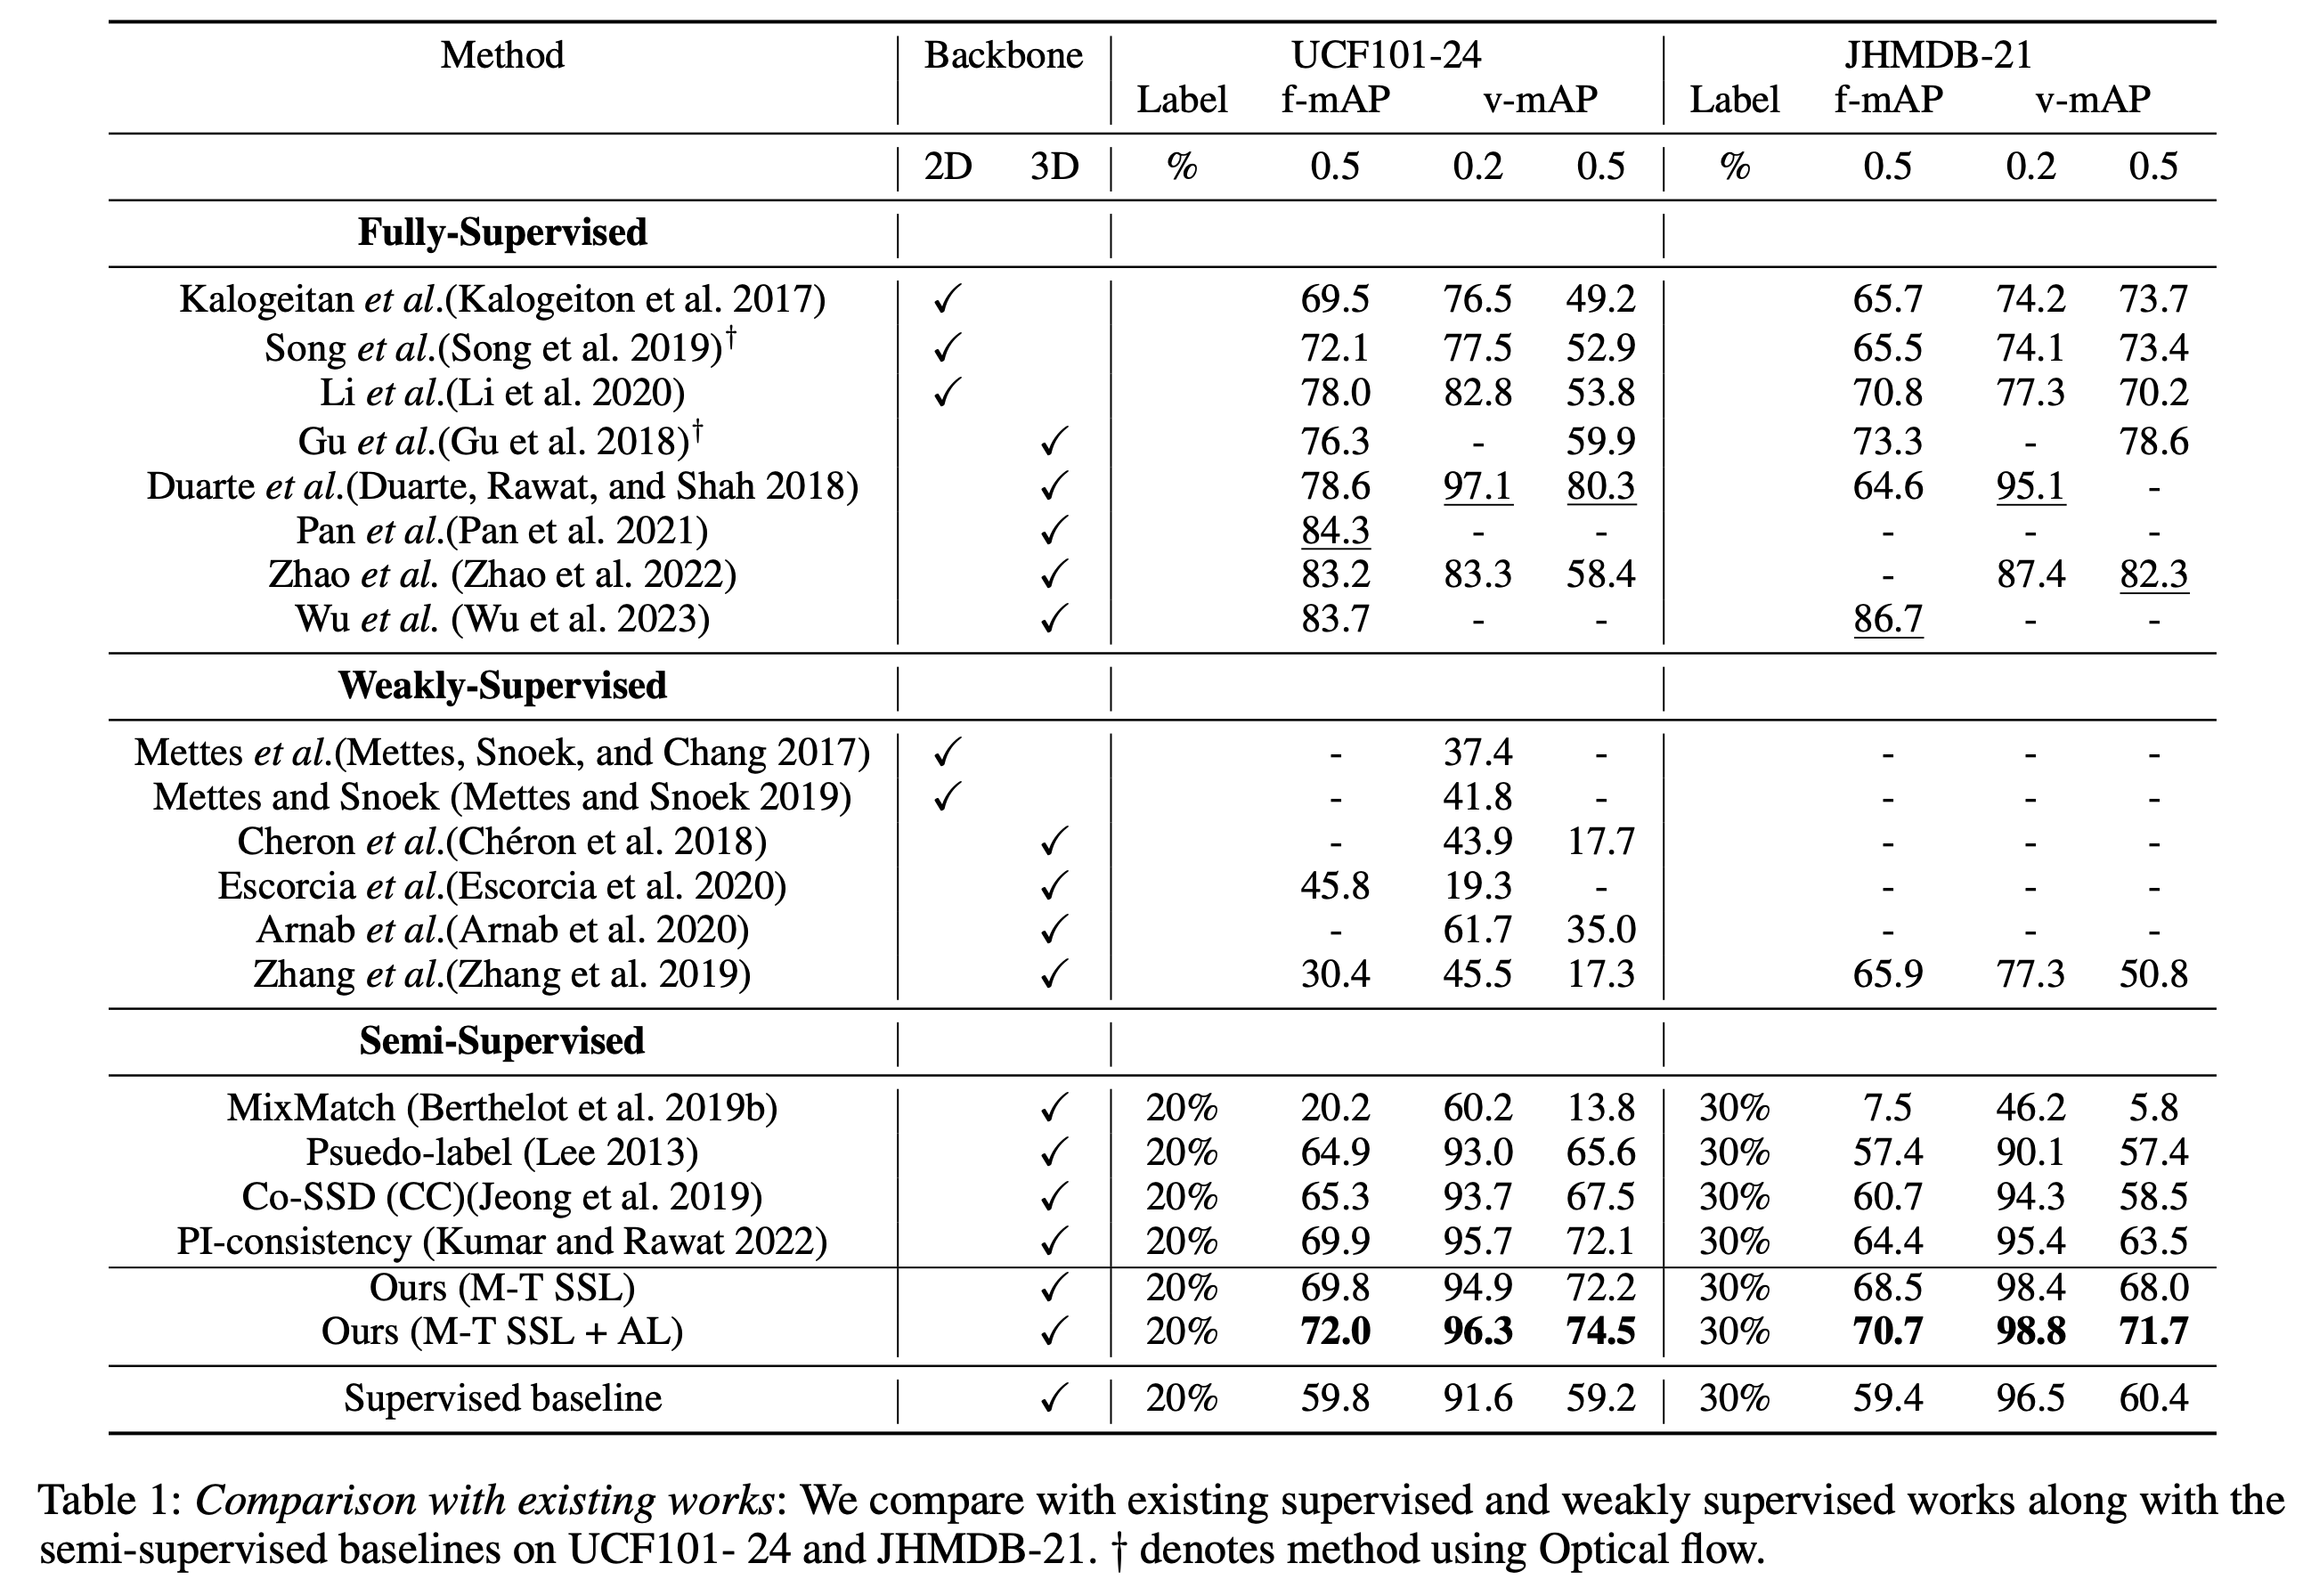 Method Backbone UCF101-24 JHMDB-21
Label f-mAP v-mAP Label f-mAP v-mAP
2D 3D % 0.5 0.2 0.5 % 0.5 0.2 0.5
Fully-Supervised
Kalogeitan et al.(Kalogeiton et al. 2017) ✓ 69.5 76.5 49.2 65.7 74.2 73.7
Song et al.(Song et al. 2019)† ✓ 72.1 77.5 52.9 65.5 74.1 73.4
Li et al.(Li et al. 2020) ✓ 78.0 82.8 53.8 70.8 77.3 70.2
Gu et al.(Gu et al. 2018)† ✓ 76.3 - 59.9 73.3 - 78.6
Duarte et al.(Duarte, Rawat, and Shah 2018) ✓ 78.6 97.1 80.3 64.6 95.1 -
Pan et al.(Pan et al. 2021) ✓ 84.3 - - - - -
Zhao et al. (Zhao et al. 2022) ✓ 83.2 83.3 58.4 - 87.4 82.3
Wu et al. (Wu et al. 2023) ✓ 83.7 - - 86.7 - -
Weakly-Supervised
Mettes et al.(Mettes, Snoek, and Chang 2017) ✓ - 37.4 - - - -
Mettes and Snoek (Mettes and Snoek 2019) ✓ - 41.8 - - - -
Cheron et al.(Chéron et al. 2018) ✓ - 43.9 17.7 - - -
Escorcia et al.(Escorcia et al. 2020) ✓ 45.8 19.3 - - - -
Arnab et al.(Arnab et al. 2020) ✓ - 61.7 35.0 - - -
Zhang et al.(Zhang et al. 2019) ✓ 30.4 45.5 17.3 65.9 77.3 50.8
Semi-Supervised
MixMatch (Berthelot et al. 2019b) ✓ 20% 20.2 60.2 13.8 30% 7.5 46.2 5.8
Psuedo-label (Lee 2013) ✓ 20% 64.9 93.0 65.6 30% 57.4 90.1 57.4
Co-SSD (CC)(Jeong et al. 2019) ✓ 20% 65.3 93.7 67.5 30% 60.7 94.3 58.5
PI-consistency (Kumar and Rawat 2022) ✓ 20% 69.9 95.7 72.1 30% 64.4 95.4 63.5
Ours (M-T SSL) ✓ 20% 69.8 94.9 72.2 30% 68.5 98.4 68.0
Ours (M-T SSL + AL) ✓ 20% 72.0 96.3 74.5 30% 70.7 98.8 71.7
Supervised baseline ✓ 20% 59.8 91.6 59.2 30% 59.4 96.5 60.4
Table 1: Comparison with existing works: We compare with existing supervised and weakly supervised works along with the
semi-supervised baselines on UCF101- 24 and JHMDB-21. † denotes method using Optical flow.